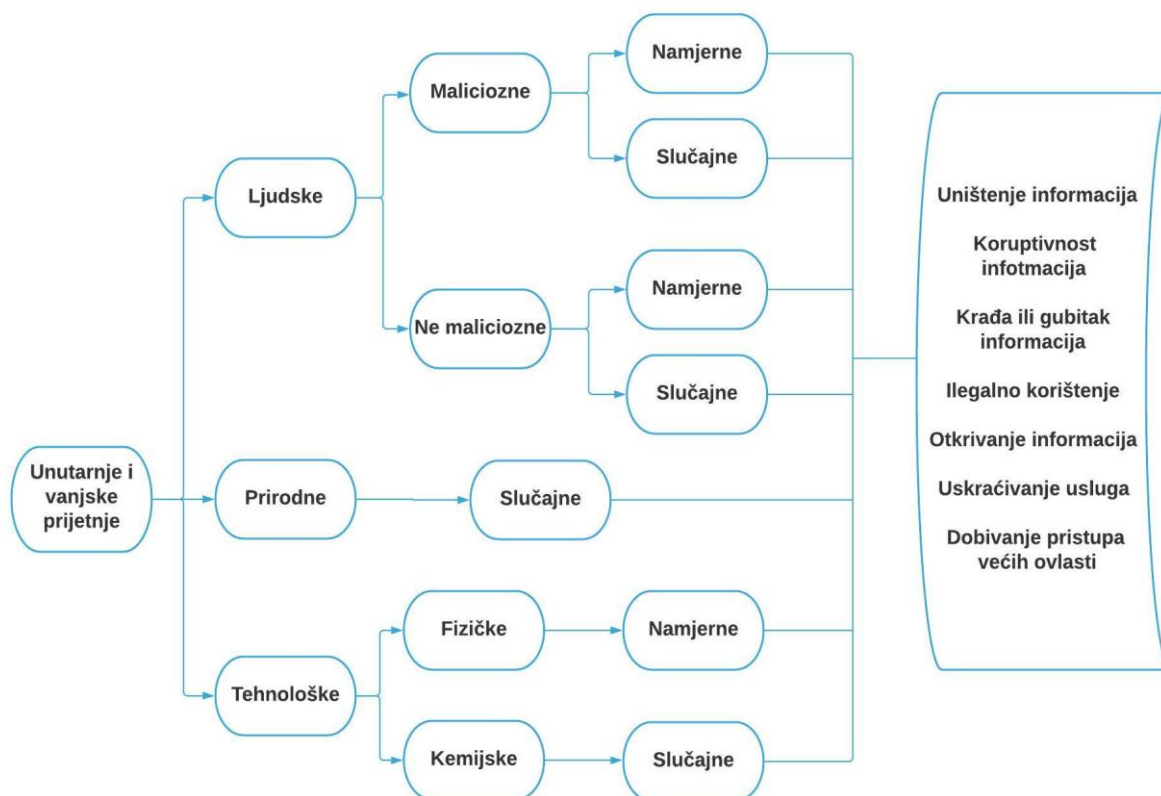 Unutarnje i
vanjske
prijetnje
Ljudske
Prirodne
Tehnološke
Maliciozne
Ne maliciozne
Slučajne
Fizičke
Kemijske
Namjerne
Slučajne
Namjerne
Slučajne
Namjerne
Slučajne
Uništenje informacija
Koruptivnost
infotmacija
Krađa ili gubitak
informacija
Ilegalno korištenje
Otkrivanje informacija
Uskraćivanje usluga
Dobivanje pristupa
većih ovlasti